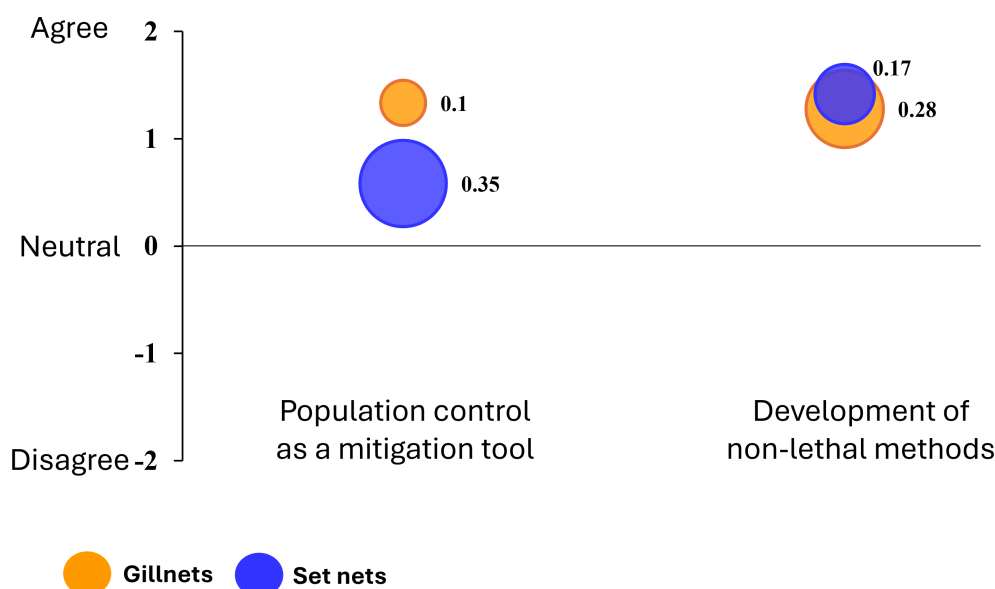 Agree 2
0.17
0.1
0.28
1
0.35
Neutral 0
-1
Population control
as a mitigation tool
Development of
non-lethal methods
Disagree -2
Gillnets Set nets